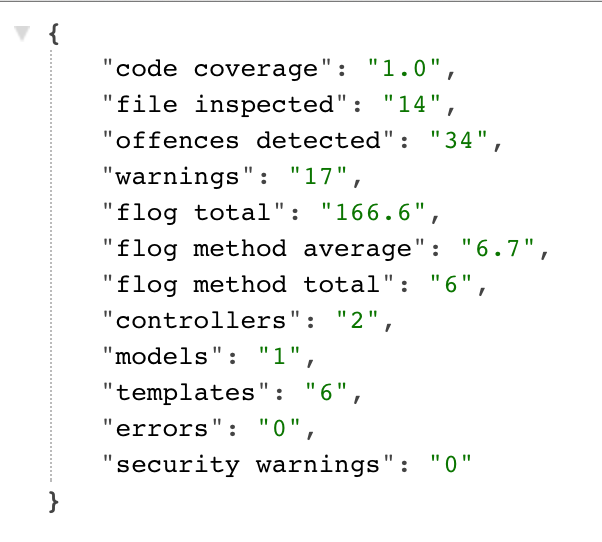 {
"code coverage": "1.0",
"file inspected": "14",
"offences detected": "34",
"warnings": "17",
"flog total": "166.6",
"flog method average": "6.7",
"flog method total": "6",
"controllers": "2",
"models": "1",
"templates": "6",
"errors": "0",
"security warnings": "0"
}